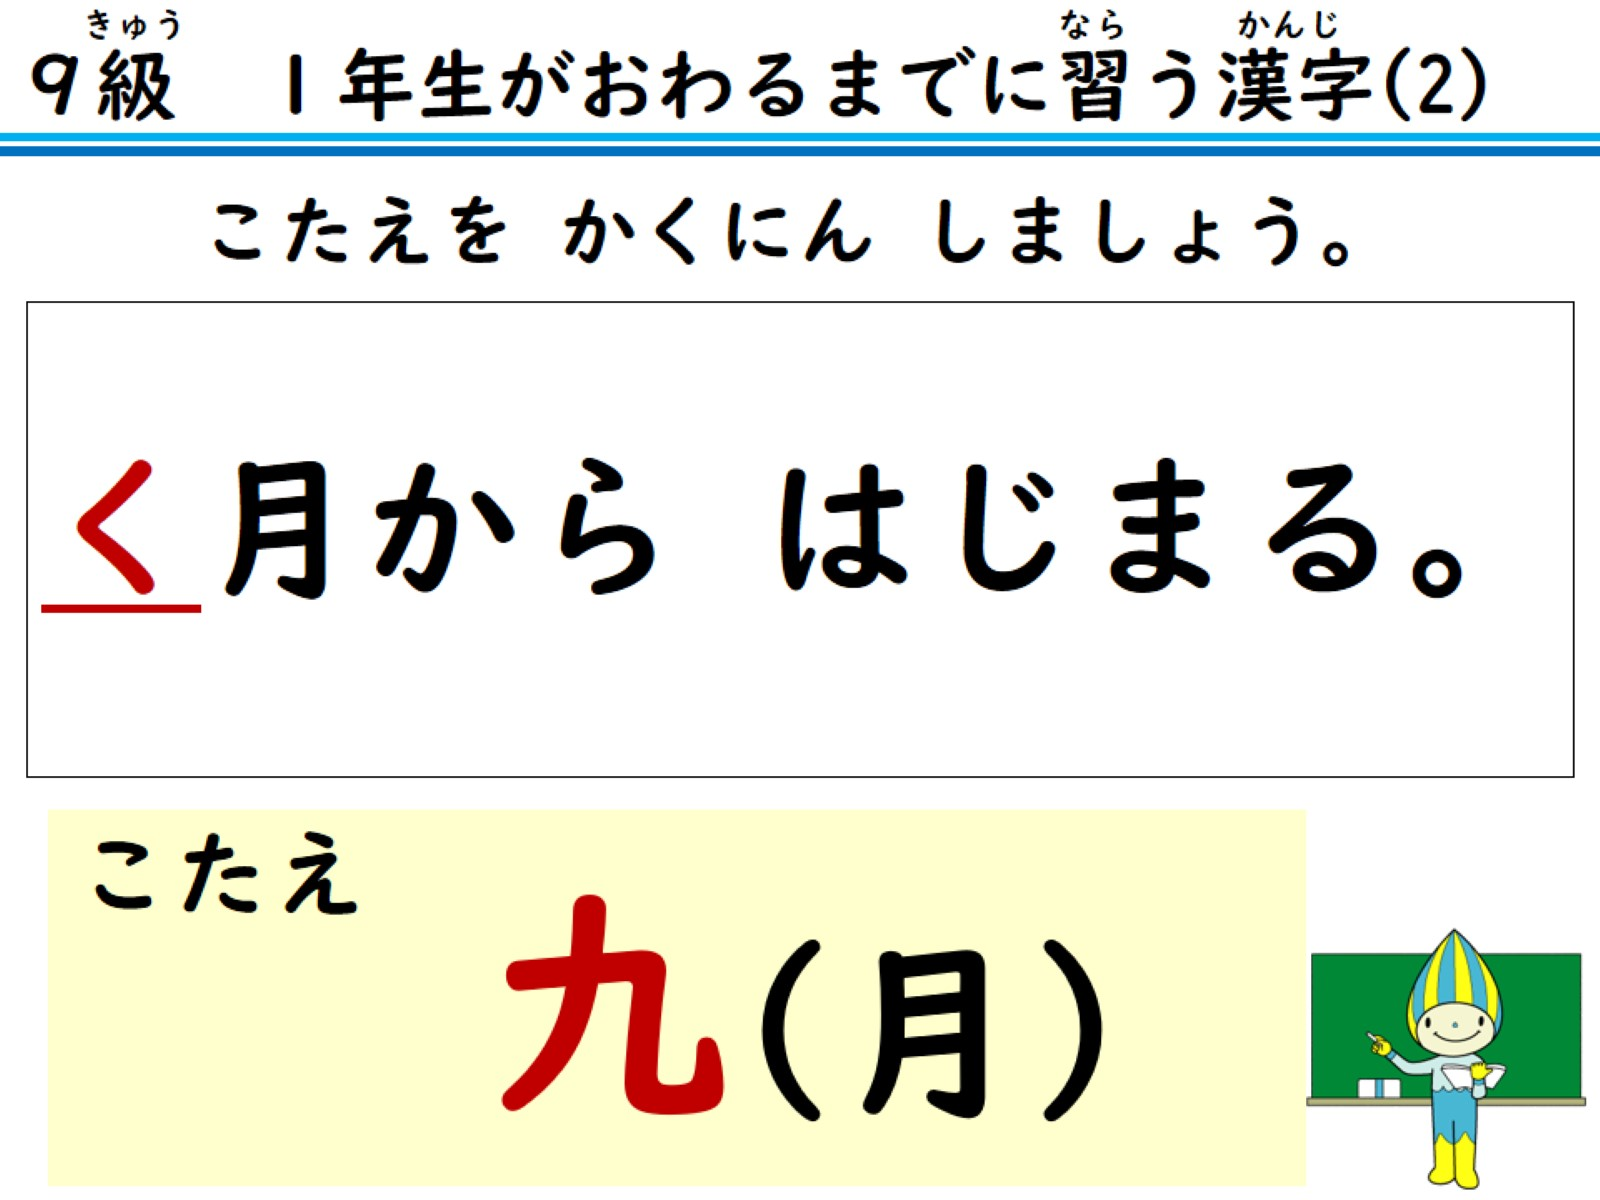 きゅう なら かんじ
9級 1年生がおわるまでに習う漢字(2)
こたえを かくにん しましょう。
く月から はじまる。
こたえ
九(月)